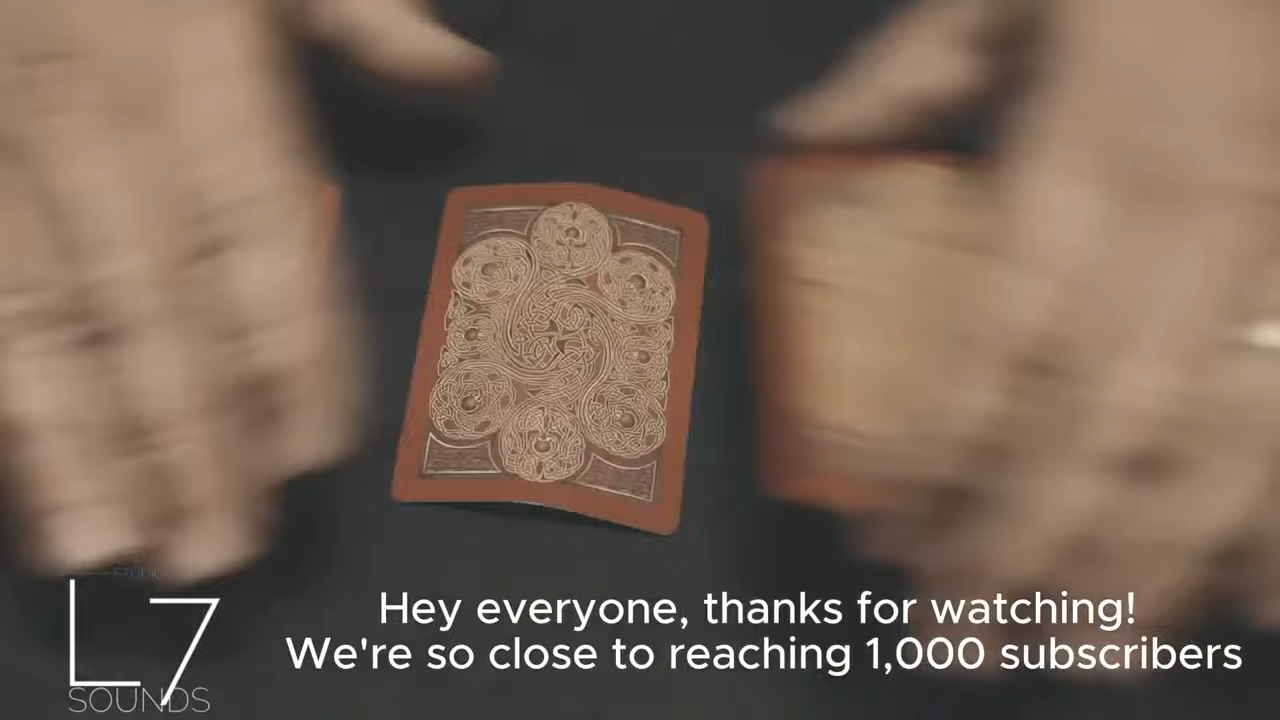 L7
SOUNDS
Hey everyone, thanks for watching!
We're so close to reaching 1,000 subscribers